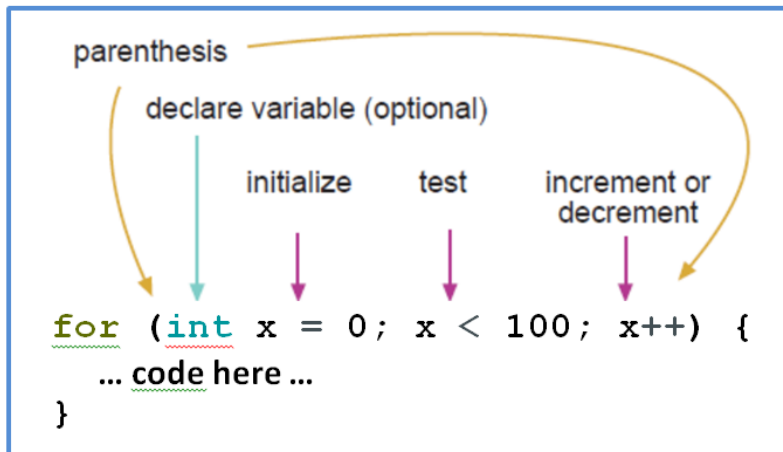 parenthesis
declare variable (optional)
initialize test increment or
decrement
for (int x = 0; x < 100; x++) {
... code here ...
}